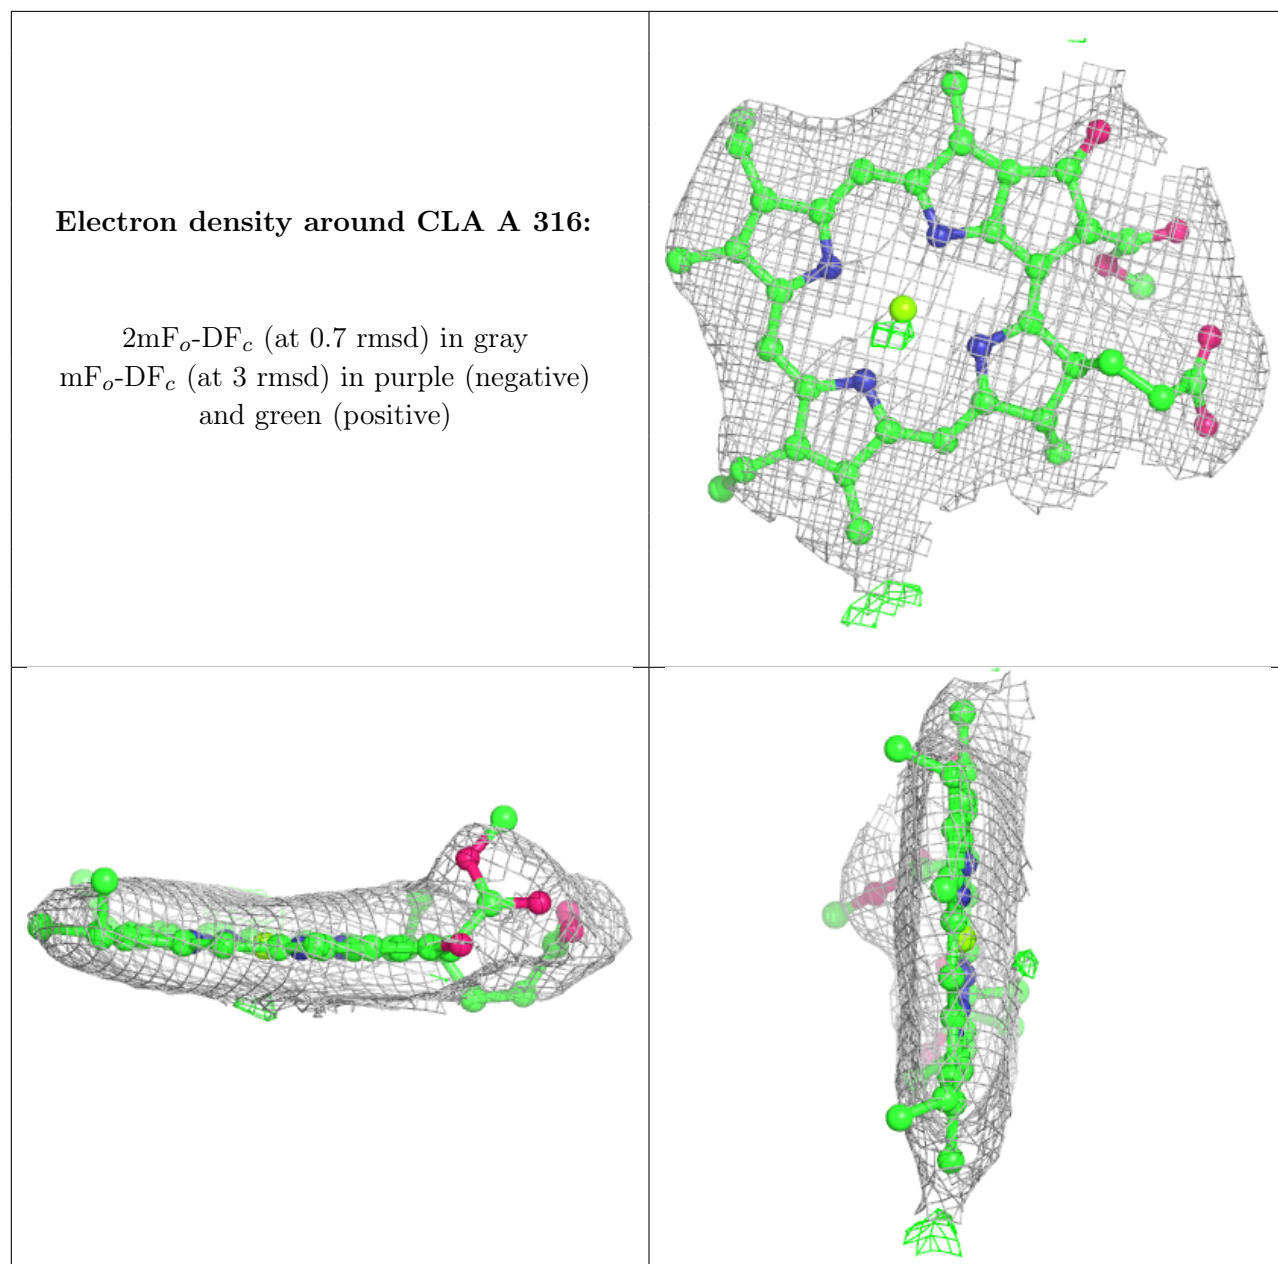 Electron density around CLA A 316:
2mFo-DFc (at 0.7 rmsd) in gray
mFo-DFc (at 3 rmsd) in purple (negative)
and green (positive)